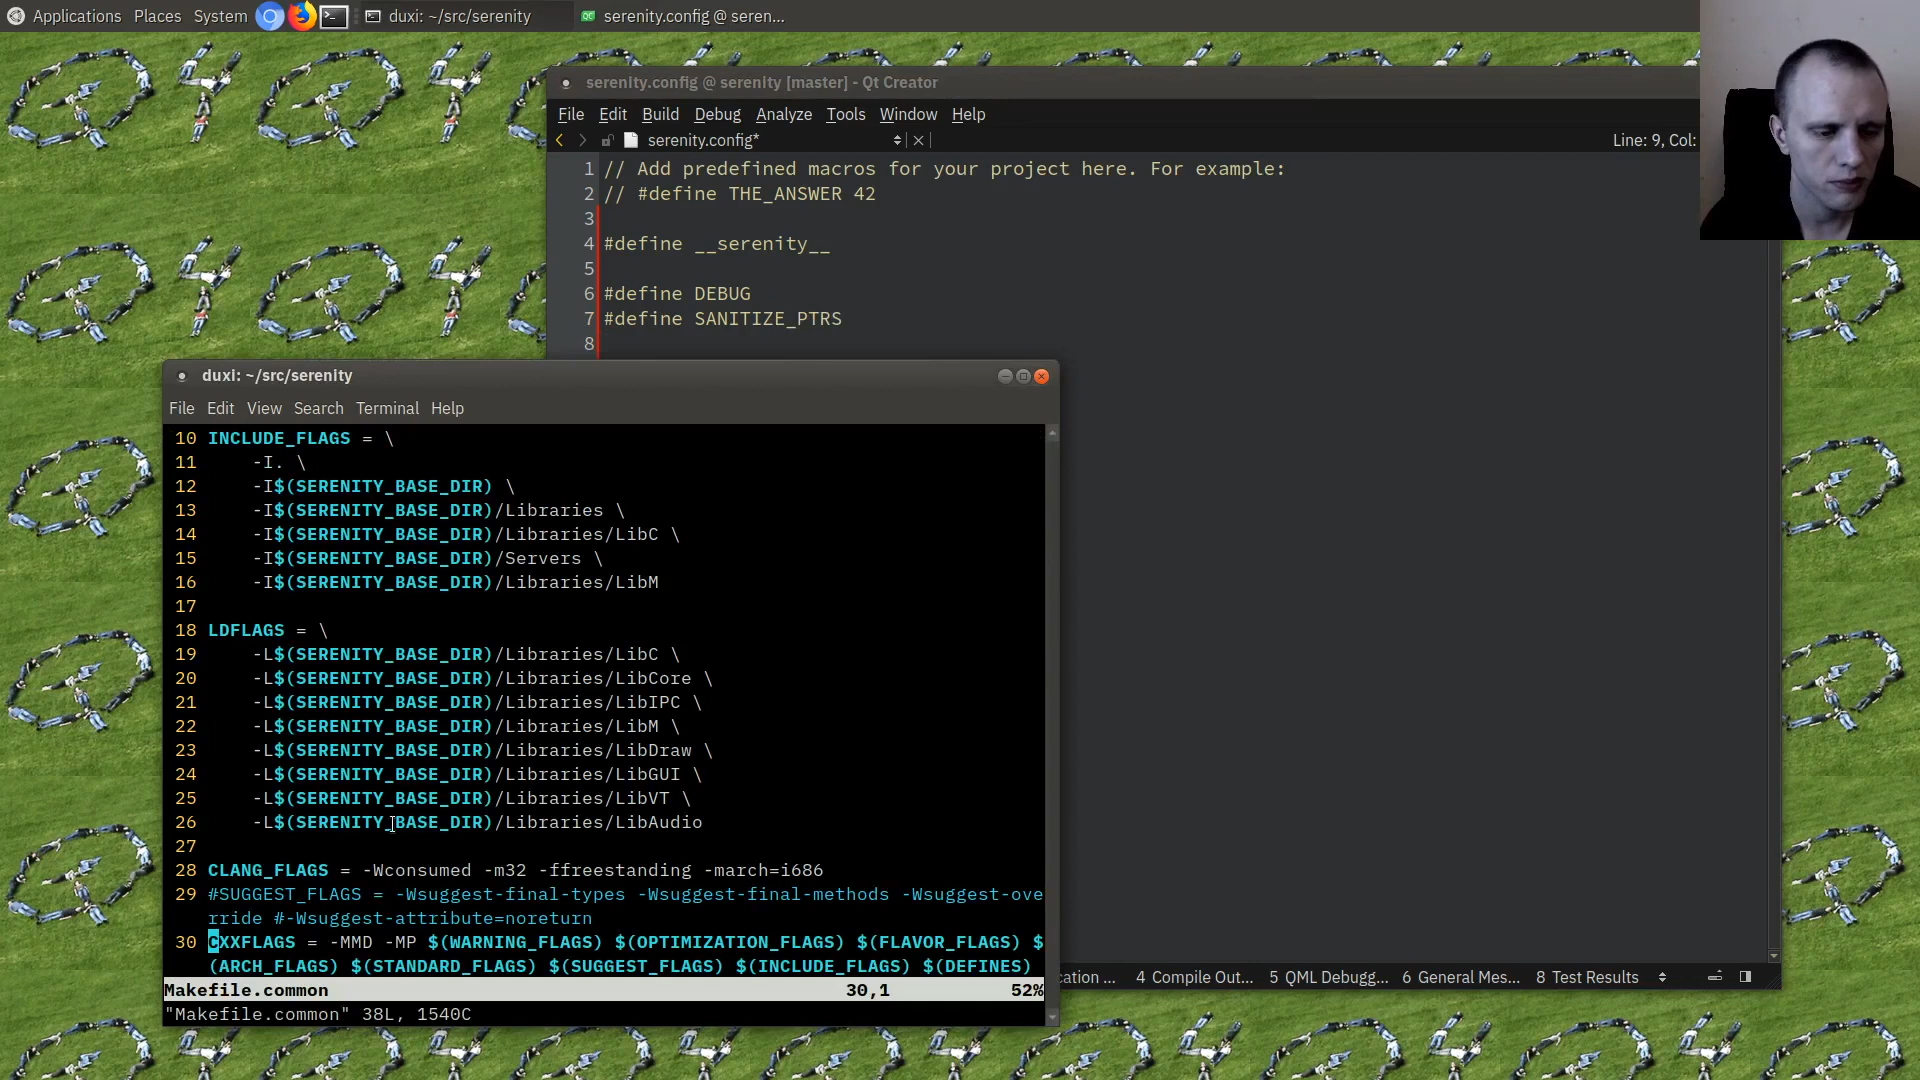 Applications Places System duxi: ~/src/serenity serenity.config @ seren...
serenity.config @ serenity [master] - Qt Creator
File Edit Build Debug Analyze Tools Window Help
serenity.config* Line: 9, Col:
1 // Add predefined macros for your project here. For example:
2 // #define THE_ANSWER 42
3
4 #define __serenity__
5
6 #define DEBUG
7 #define SANITIZE_PTRS
8
duxi: ~/src/serenity
File Edit View Search Terminal Help
10 INCLUDE_FLAGS = \
11 -I. \
12 -I$(SERENITY_BASE_DIR) \
13 -I$(SERENITY_BASE_DIR)/Libraries \
14 -I$(SERENITY_BASE_DIR)/Libraries/LibC \
15 -I$(SERENITY_BASE_DIR)/Servers \
16 -I$(SERENITY_BASE_DIR)/Libraries/LibM
17
18 LDFLAGS = \
19 -L$(SERENITY_BASE_DIR)/Libraries/LibC \
20 -L$(SERENITY_BASE_DIR)/Libraries/LibCore \
21 -L$(SERENITY_BASE_DIR)/Libraries/LibIPC \
22 -L$(SERENITY_BASE_DIR)/Libraries/LibM \
23 -L$(SERENITY_BASE_DIR)/Libraries/LibDraw \
24 -L$(SERENITY_BASE_DIR)/Libraries/LibGUI \
25 -L$(SERENITY_BASE_DIR)/Libraries/LibVT \
26 -L$(SERENITY_BASE_DIR)/Libraries/LibAudio
27
28 CLANG_FLAGS = -Wconsumed -m32 -ffreestanding -march=i686
29 #SUGGEST_FLAGS = -Wsuggest-final-types -Wsuggest-final-methods -Wsuggest-ove
rride #-Wsuggest-attribute=noreturn
30 CXXFLAGS = -MMD -MP $(WARNING_FLAGS) $(OPTIMIZATION_FLAGS) $(FLAVOR_FLAGS) $
(ARCH_FLAGS) $(STANDARD_FLAGS) $(SUGGEST_FLAGS) $(INCLUDE_FLAGS) $(DEFINES)
Makefile.common 30,1 52%
"Makefile.common" 38L, 1540C
cation ... 4 Compile Out... 5 QML Debugg... 6 General Mes... 8 Test Results